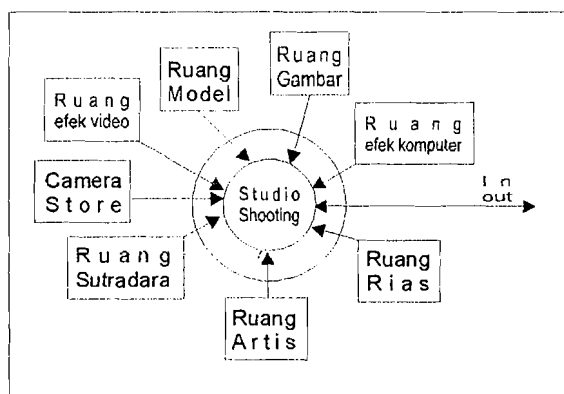 Ruang
Model
Ruang
Gambar
Ruang
efek video
Ruang
efek komputer
Camera
Store
Studio
Shooting
In
out
Ruang
Sutradara
Ruang
Rias
Ruang
Artis